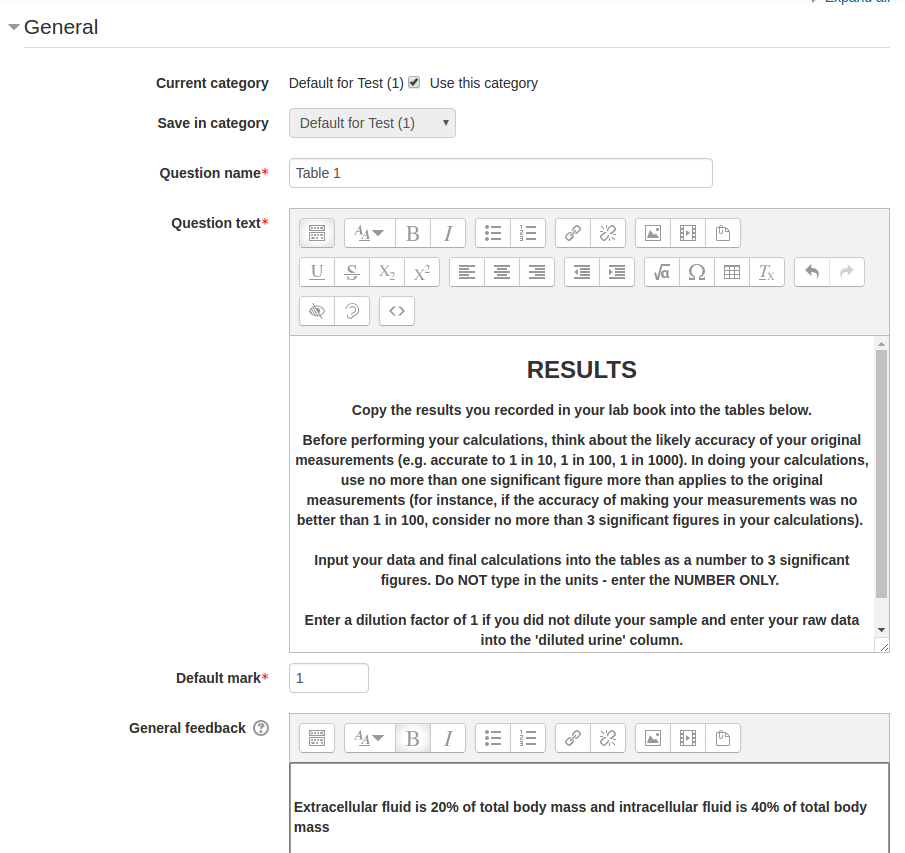 General
Current category Default for Test (1) Use this category
Save in category Default for Test (1)
Question name* Table 1
Question text*
RESULTS
Copy the results you recorded in your lab book into the tables below.
Before performing your calculations, think about the likely accuracy of your original
measurements (e.g. accurate to 1 in 10, 1 in 100, 1 in 1000). In doing your calculations,
use no more than one significant figure more than applies to the original
measurements (for instance, if the accuracy of making your measurements was no
better than 1 in 100, consider no more than 3 significant figures in your calculations).
Input your data and final calculations into the tables as a number to 3 significant
figures. Do NOT type in the units - enter the NUMBER ONLY.
Enter a dilution factor of 1 if you did not dilute your sample and enter your raw data
into the 'diluted urine' column.
Default mark* 1
General feedback
Extracellular fluid is 20% of total body mass and intracellular fluid is 40% of total body
mass